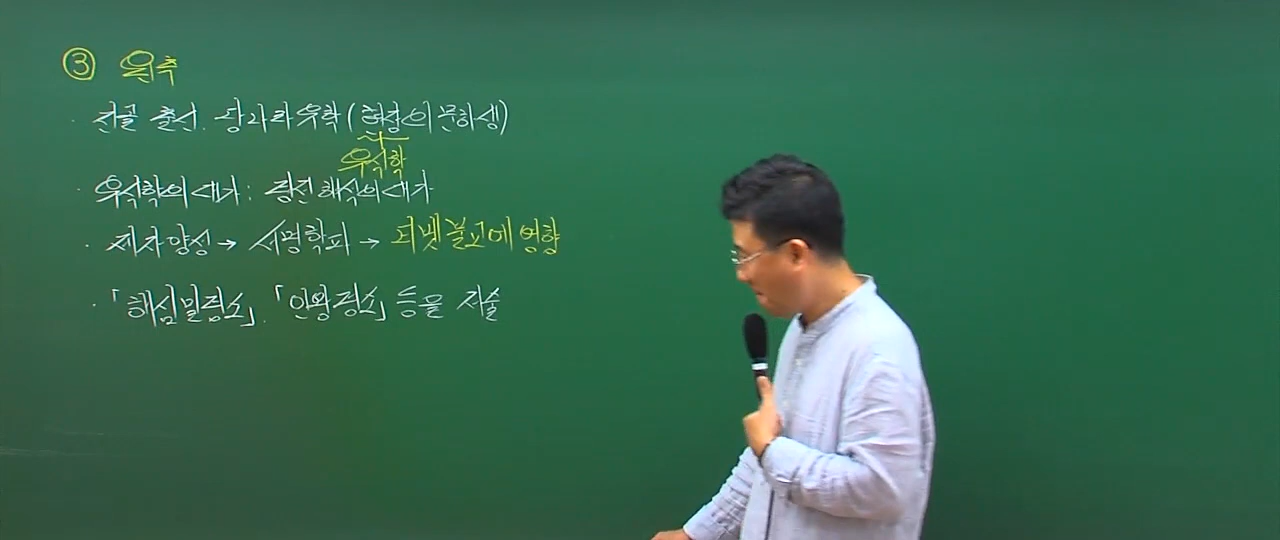 ③ 원측
· 진골 출신. 당나라 유학 (현장의 문하생)
유식학
· 유식학의 대가 : 경전 해석의 대가
· 제자 양성 → 서명학파 → 티벳 불교에 영향
· 「해심밀경소」, 「인왕경소」 등을 저술